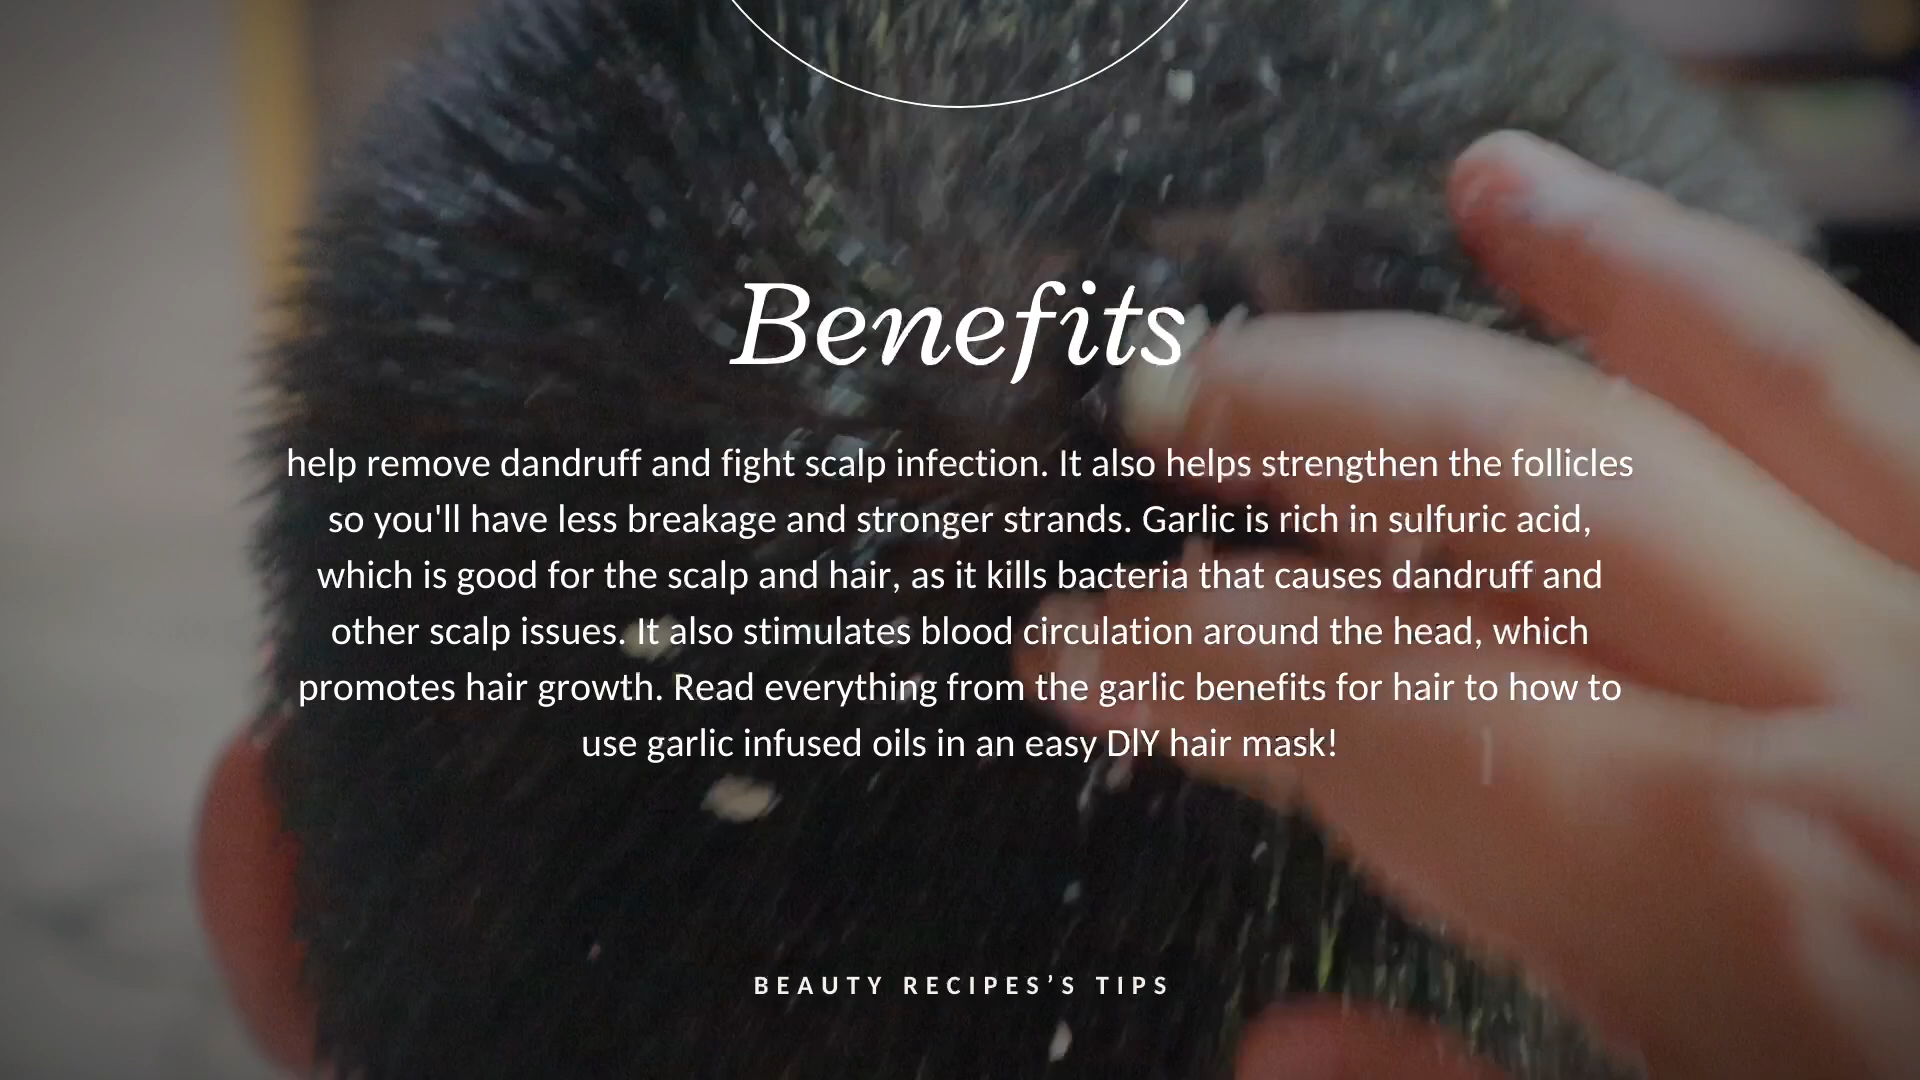 Benefits
help remove dandruff and fight scalp infection. It also helps strengthen the follicles
so you'll have less breakage and stronger strands. Garlic is rich in sulfuric acid,
which is good for the scalp and hair, as it kills bacteria that causes dandruff and
other scalp issues. It also stimulates blood circulation around the head, which
promotes hair growth. Read everything from the garlic benefits for hair to how to
use garlic infused oils in an easy DlY hair mask!
BEAUTY RECIPES’S TIPS